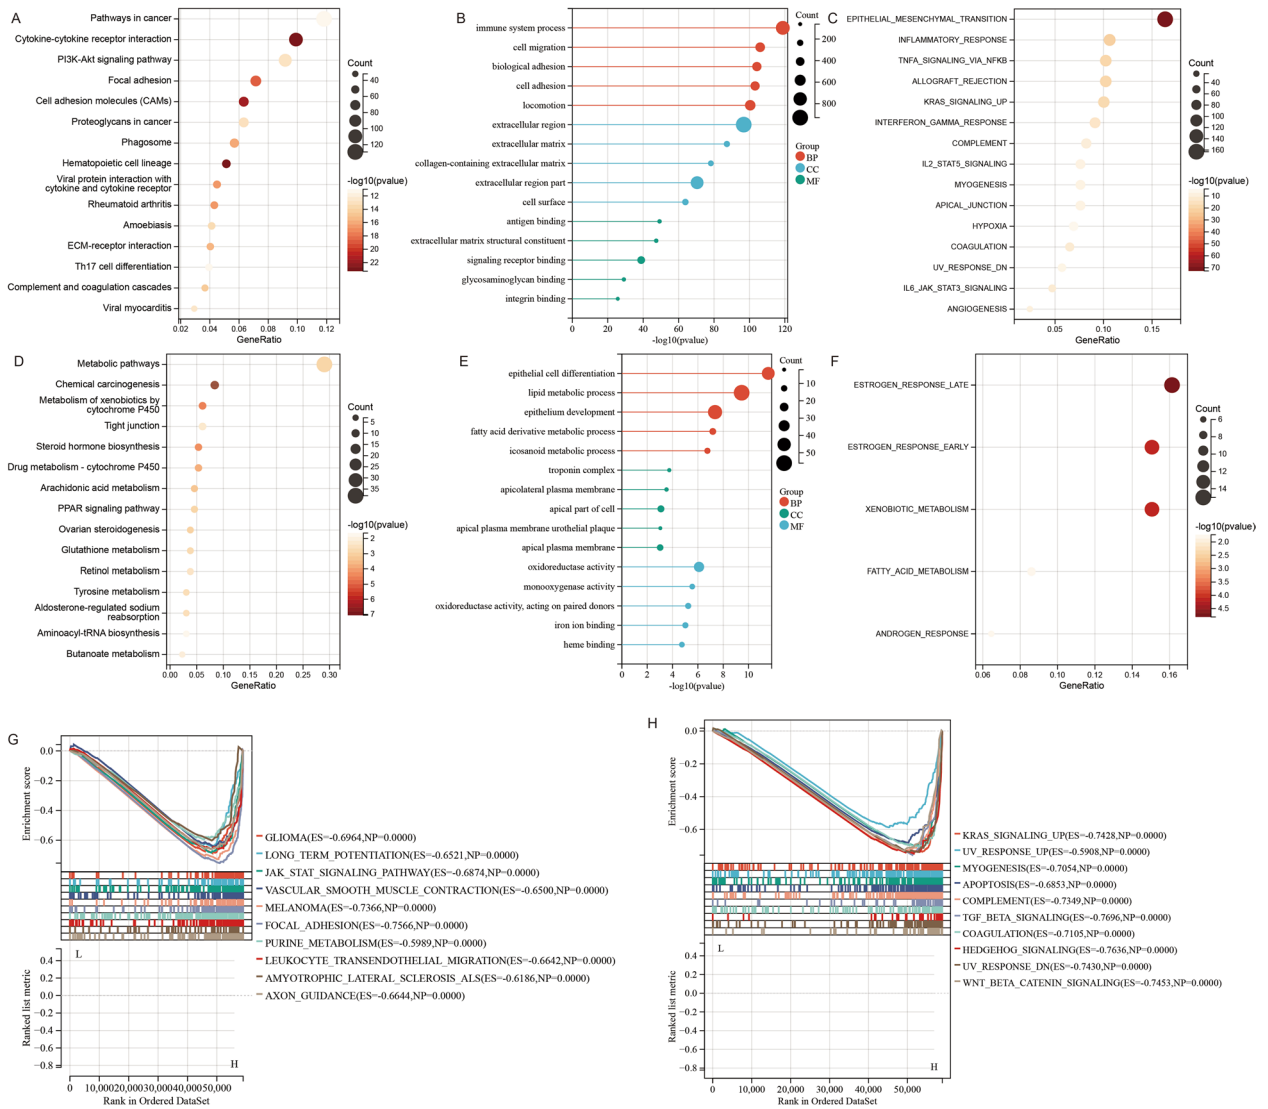 A
Pathways in cancer
Cytokine-cytokine receptor interaction
PI3K-Akt signaling pathway
Focal adhesion
Cell adhesion molecules (CAMs)
Proteoglycans in cancer
Phagosome
Hematopoietic cell lineage
Viral protein interaction with
cytokine and cytokine receptor
Rheumatoid arthritis
Amoebiasis
ECM-receptor interaction
Th17 cell differentiation
Complement and coagulation cascades
Viral myocarditis
0.02 0.04 0.06 0.08 0.10 0.12
GeneRatio
Count
40
60
80
100
120
-log10(pvalue)
12
14
16
18
20
22
B
immune system process
cell migration
biological adhesion
cell adhesion
locomotion
extracellular region
extracellular matrix
collagen-containing extracellular matrix
extracellular region part
cell surface
antigen binding
extracellular matrix structural constituent
signaling receptor binding
glycosaminoglycan binding
integrin binding
0 20 40 60 80 100 120
-log10(pvalue)
Count
200
400
600
800
Group
BP
CC
MF
C
EPITHELIAL_MESENCHYMAL_TRANSITION
INFLAMMATORY_RESPONSE
TNFA_SIGNALING_VIA_NFKB
ALLOGRAFT_REJECTION
KRAS_SIGNALING_UP
INTERFERON_GAMMA_RESPONSE
COMPLEMENT
IL2_STAT5_SIGNALING
MYOGENESIS
APICAL_JUNCTION
HYPOXIA
COAGULATION
UV_RESPONSE_DN
IL6_JAK_STAT3_SIGNALING
ANGIOGENESIS
0.05 0.10 0.15
GeneRatio
Count
40
60
80
100
120
140
160
-log10(pvalue)
10
20
30
40
50
60
70
D
Metabolic pathways
Chemical carcinogenesis
Metabolism of xenobiotics by
cytochrome P450
Tight junction
Steroid hormone biosynthesis
Drug metabolism - cytochrome P450
Arachidonic acid metabolism
PPAR signaling pathway
Ovarian steroidogenesis
Glutathione metabolism
Retinol metabolism
Tyrosine metabolism
Aldosterone-regulated sodium
reabsorption
Aminoacyl-tRNA biosynthesis
Butanoate metabolism
0.00 0.05 0.10 0.15 0.20 0.25 0.30
GeneRatio
Count
5
10
15
20
25
30
35
-log10(pvalue)
2
3
4
5
6
7
E
epithelial cell differentiation
lipid metabolic process
epithelium development
fatty acid derivative metabolic process
icosanoid metabolic process
troponin complex
apicolateral plasma membrane
apical part of cell
apical plasma membrane urothelial plaque
apical plasma membrane
oxidoreductase activity
monooxygenase activity
oxidoreductase activity, acting on paired donors
iron ion binding
heme binding
0 2 4 6 8 10
-log10(pvalue)
Count
10
20
30
40
50
Group
BP
CC
MF
F
ESTROGEN_RESPONSE_LATE
ESTROGEN_RESPONSE_EARLY
XENOBIOTIC_METABOLISM
FATTY_ACID_METABOLISM
ANDROGEN_RESPONSE
0.06 0.08 0.10 0.12 0.14 0.16
GeneRatio
Count
6
8
10
12
14
-log10(pvalue)
2.0
2.5
3.0
3.5
4.0
4.5
G
Enrichment score
0.0
−0.2
−0.4
−0.6
GLIOMA(ES=-0.6964,NP=0.0000)
LONG_TERM_POTENTIATION(ES=-0.6521,NP=0.0000)
JAK_STAT_SIGNALING_PATHWAY(ES=-0.6874,NP=0.0000)
VASCULAR_SMOOTH_MUSCLE_CONTRACTION(ES=-0.6500,NP=0.0000)
MELANOMA(ES=-0.7366,NP=0.0000)
FOCAL_ADHESION(ES=-0.7566,NP=0.0000)
PURINE_METABOLISM(ES=-0.5989,NP=0.0000)
LEUKOCYTE_TRANSENDOTHELIAL_MIGRATION(ES=-0.6642,NP=0.0000)
AMYOTROPHIC_LATERAL_SCLEROSIS_ALS(ES=-0.6186,NP=0.0000)
AXON_GUIDANCE(ES=-0.6644,NP=0.0000)
Ranked list metric
L
0.4
0.2
0.0
−0.2
−0.4
−0.6
−0.8
H
0 10,000 20,000 30,000 40,000 50,000
Rank in Ordered DataSet
H
Enrichment score
0.0
−0.2
−0.4
−0.6
KRAS_SIGNALING_UP(ES=-0.7428,NP=0.0000)
UV_RESPONSE_UP(ES=-0.5908,NP=0.0000)
MYOGENESIS(ES=-0.7054,NP=0.0000)
APOPTOSIS(ES=-0.6853,NP=0.0000)
COMPLEMENT(ES=-0.7349,NP=0.0000)
TGF_BETA_SIGNALING(ES=-0.7696,NP=0.0000)
COAGULATION(ES=-0.7105,NP=0.0000)
HEDGEHOG_SIGNALING(ES=-0.7636,NP=0.0000)
UV_RESPONSE_DN(ES=-0.7430,NP=0.0000)
WNT_BETA_CATENIN_SIGNALING(ES=-0.7453,NP=0.0000)
Ranked list metric
L
0.4
0.2
0.0
−0.2
−0.4
−0.6
−0.8
H
0 10,000 20,000 30,000 40,000 50,000
Rank in Ordered DataSet